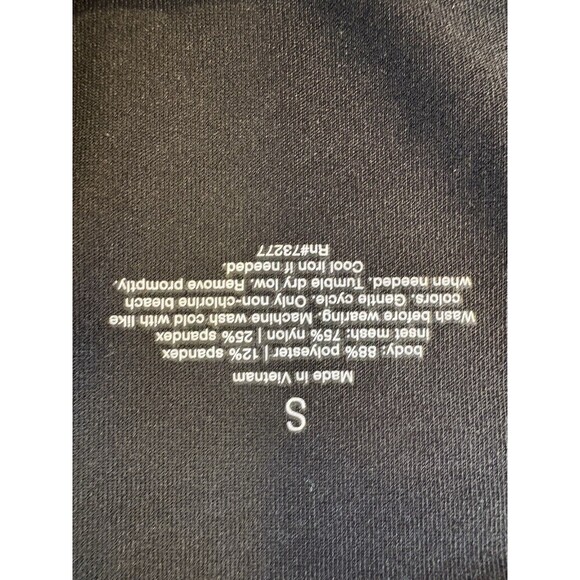 S
Made in Vietnam
body: 88% polyester | 12% spandex
inset mesh: 75% nylon | 25% spandex
Wash before wearing. Machine wash cold with like
colors. Gentle cycle. Only non-chlorine bleach
when needed. Tumble dry low. Remove promptly.
Cool iron if needed.
Rn#73277